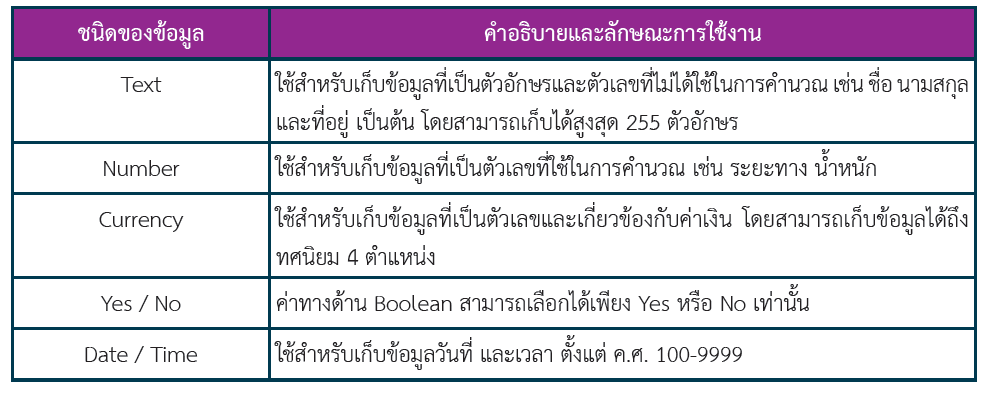 ชนิดของข้อมูล คำอธิบายและลักษณะการใช้งาน
Text ใช้สำหรับเก็บข้อมูลที่เป็นตัวอักษรและตัวเลขที่ไม่ได้ใช้ในการคำนวณ เช่น ชื่อ นามสกุล
และที่อยู่ เป็นต้น โดยสามารถเก็บได้สูงสุด 255 ตัวอักษร
Number ใช้สำหรับเก็บข้อมูลที่เป็นตัวเลขที่ใช้ในการคำนวณ เช่น ระยะทาง น้ำหนัก
Currency ใช้สำหรับเก็บข้อมูลที่เป็นตัวเลขและเกี่ยวข้องกับค่าเงิน โดยสามารถเก็บข้อมูลได้ถึง
ทศนิยม 4 ตำแหน่ง
Yes / No ค่าทางด้าน Boolean สามารถเลือกได้เพียง Yes หรือ No เท่านั้น
Date / Time ใช้สำหรับเก็บข้อมูลวันที่ และเวลา ตั้งแต่ ค.ศ. 100-9999